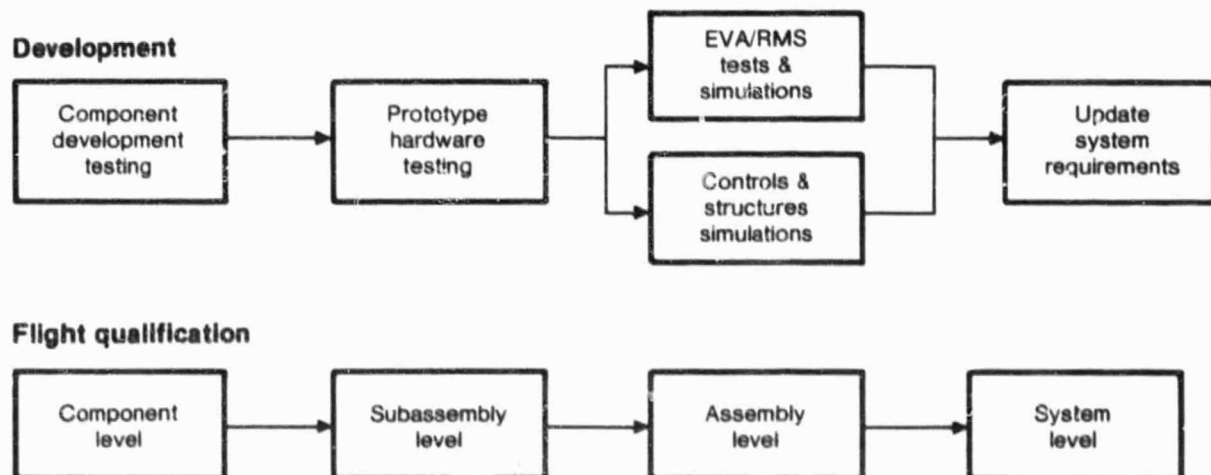 Development
Component
development
testing
Prototype
hardware
testing
EVA/RMS
tests &
simulations
Controls &
structures
simulations
Update
system
requirements
Flight qualification
Component
level
Subassembly
level
Assembly
level
System
level